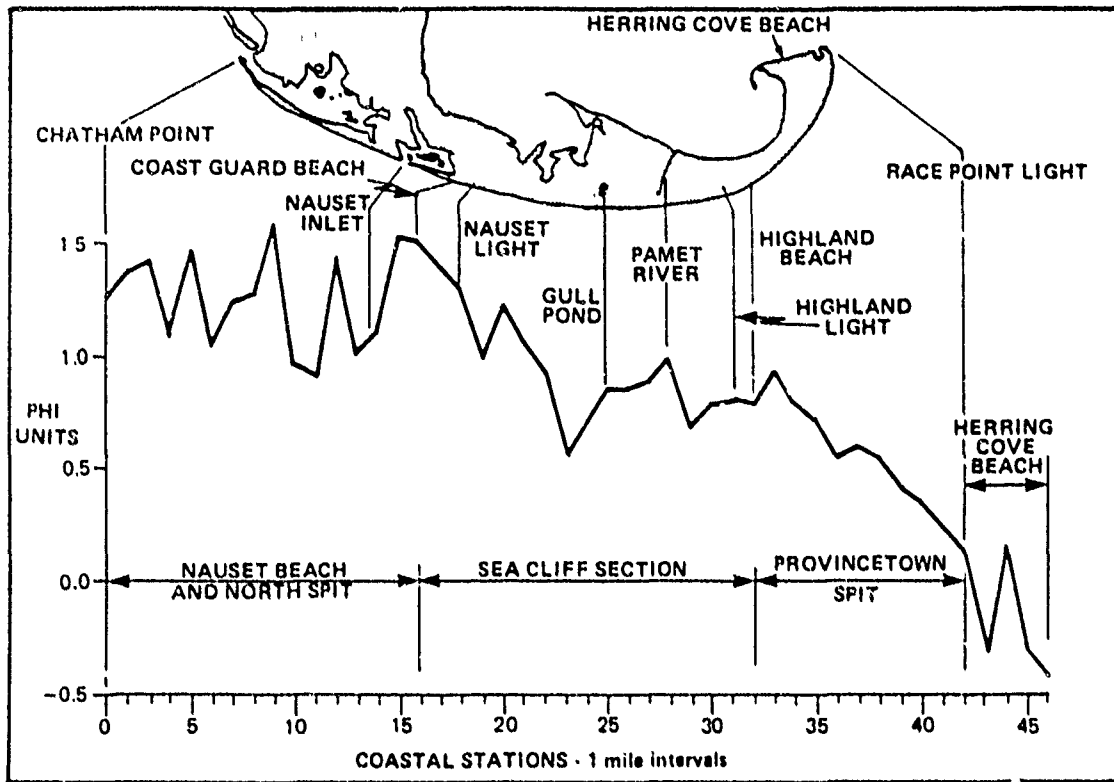 HERRING COVE BEACH
CHATHAM POINT
COAST GUARD BEACH
RACE POINT LIGHT
NAUSET
INLET
NAUSET
LIGHT
PAMET
RIVER
HIGHLAND
BEACH
GULL
POND
HIGHLAND
LIGHT
HERRING
COVE
BEACH
1 5
1.0
PHI
UNITS
0.5
0.0
-0.5
NAUSET BEACH
AND NORTH SPIT
SEA CLIFF SECTION
PROVINCETOWN
SPIT
0 5 10 15 20 25 30 35 40 45
COASTAL STATIONS - 1 mile intervals